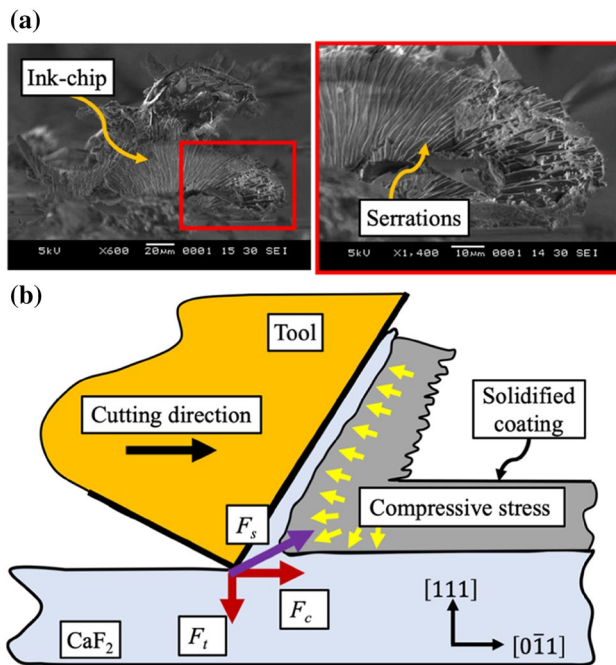 (a)
Ink-chip
Serrations
5kV X600 20μm 0001 15 30 SEI
5kV X1,400 10μm 0001 14 30 SEI
(b)
Tool
Cutting direction
Solidified
coating
Compressive stress
Fs
Fc
Ft
CaF2
[111]
[01̄1]